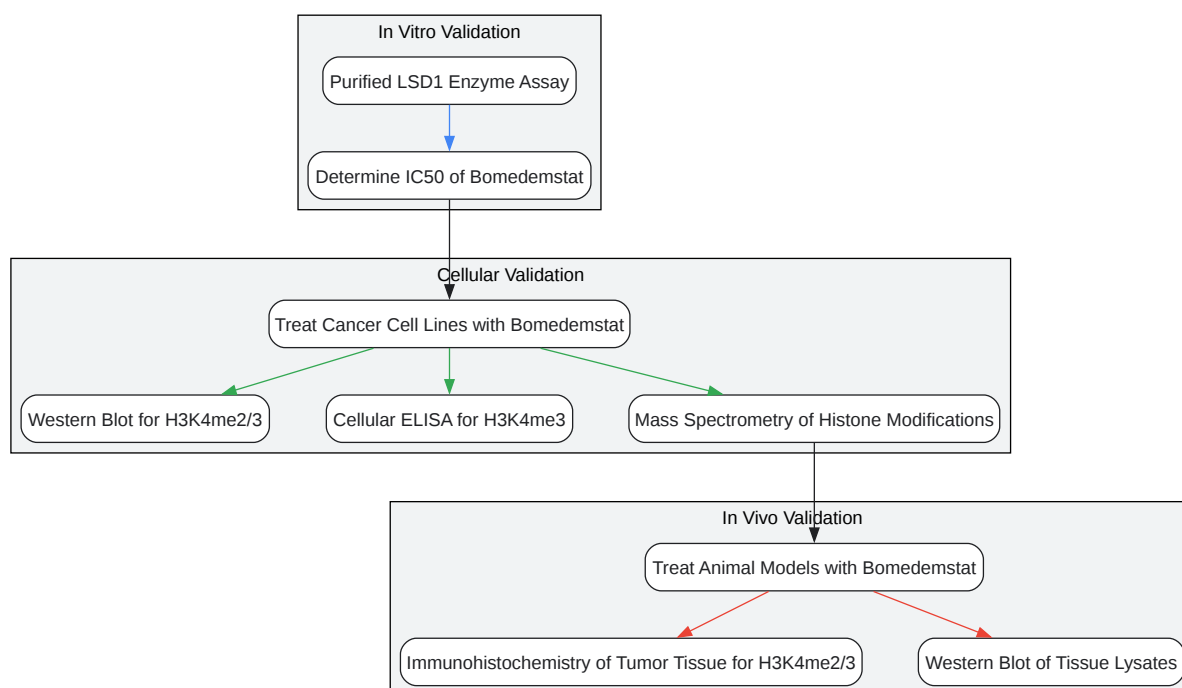 In Vitro Validation
Purified LSD1 Enzyme Assay
Determine IC50 of Bomedemstat
Cellular Validation
Treat Cancer Cell Lines with Bomedemstat
Western Blot for H3K4me2/3
Cellular ELISA for H3K4me3
Mass Spectrometry of Histone Modifications
In Vivo Validation
Treat Animal Models with Bomedemstat
Immunohistochemistry of Tumor Tissue for H3K4me2/3
Western Blot of Tissue Lysates